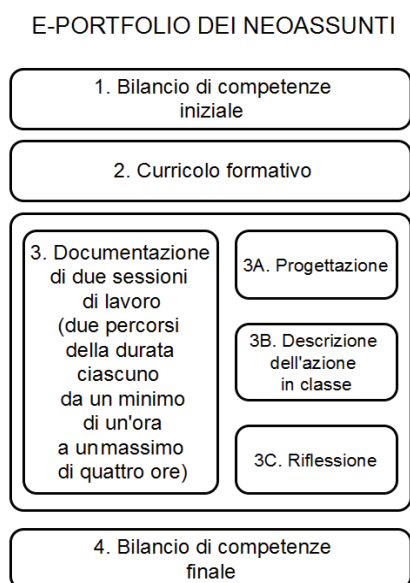 E-PORTFOLIO DEI NEOASSUNTI
1. Bilancio di competenze
iniziale
2. Curricolo formativo
3. Documentazione
di due sessioni
di lavoro
(due percorsi
della durata
ciascuno
da un minimo
di un'ora
a un massimo
di quattro ore)
3A. Progettazione
3B. Descrizione
dell'azione
in classe
3C. Riflessione
4. Bilancio di competenze
finale